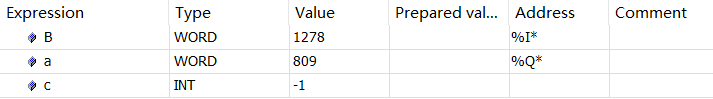 Expression Type Value Prepared val... Address Comment
B WORD 1278 %I*
a WORD 809 %Q*
c INT -1